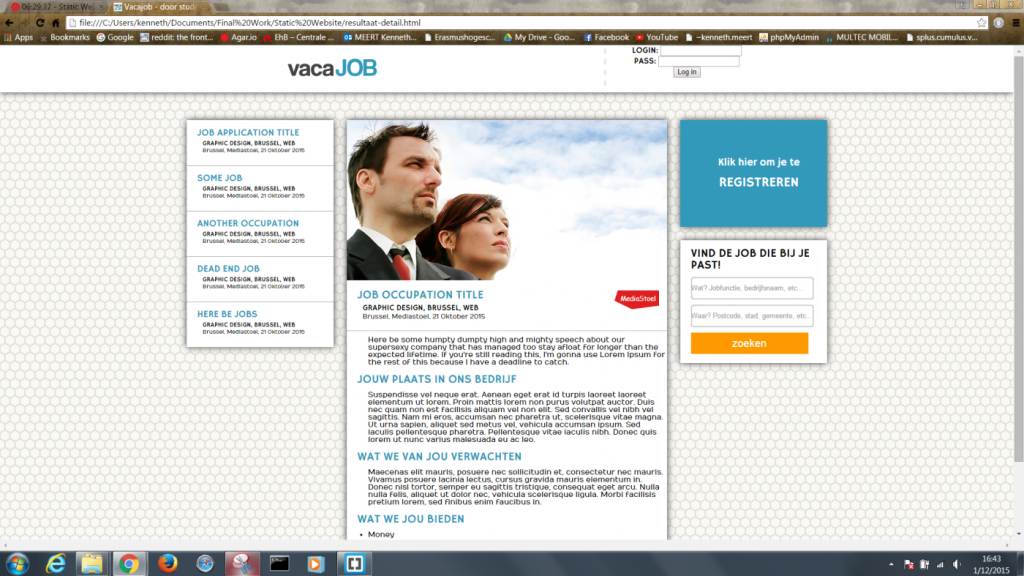 06:29:37 - Static We
Vacajob - door stud
file:///C:/Users/kenneth/Documents/Final%20Work/Static%20Website/resultaat-detail.html
Apps Bookmarks Google reddit: the front... Agar.io EhB – Centrale ... MEERT Kenneth... Erasmushogesc... My Drive - Goo... Facebook YouTube ~kenneth.meert phpMyAdmin MULTEC MOBIL... splus.cumulus.v...
vacaJOB
LOGIN:
PASS:
Log in
JOB APPLICATION TITLE
GRAPHIC DESIGN, BRUSSEL, WEB
Brussel, Mediastoel, 21 Oktober 2015
SOME JOB
GRAPHIC DESIGN, BRUSSEL, WEB
Brussel, Mediastoel, 21 Oktober 2015
ANOTHER OCCUPATION
GRAPHIC DESIGN, BRUSSEL, WEB
Brussel, Mediastoel, 21 Oktober 2015
DEAD END JOB
GRAPHIC DESIGN, BRUSSEL, WEB
Brussel, Mediastoel, 21 Oktober 2015
HERE BE JOBS
GRAPHIC DESIGN, BRUSSEL, WEB
Brussel, Mediastoel, 21 Oktober 2015
JOB OCCUPATION TITLE
GRAPHIC DESIGN, BRUSSEL, WEB
Brussel, Mediastoel, 21 Oktober 2015
MediaStoel
Here be some humpty dumpty high and mighty speech about our
supersexy company that has managed too stay afloat for longer than the
expected lifetime. If you're still reading this, I'm gonna use Lorem Ipsum for
the rest of this because I have a deadline to catch.
JOUW PLAATS IN ONS BEDRIJF
Suspendisse vel neque erat. Aenean eget erat id turpis laoreet laoreet
elementum ut lorem. Proin mattis lorem non purus volutpat auctor. Duis
nec quam non est facilisis aliquam vel non elit. Sed convallis vel nibh vel
sagittis. Nam mi eros, accumsan nec pharetra ut, scelerisque vitae magna.
Ut urna sapien, aliquet sed metus vel, vehicula accumsan ipsum. Sed
iaculis pellentesque pharetra. Pellentesque vitae iaculis nibh. Donec quis
lorem ut nunc varius malesuada eu ac leo.
WAT WE VAN JOU VERWACHTEN
Maecenas elit mauris, posuere nec sollicitudin et, consectetur nec mauris.
Vivamus posuere lacinia lectus, cursus gravida mauris elementum in.
Donec nisl tortor, semper eu sagittis tristique, consequat eget arcu. Nulla
nulla felis, aliquet ut dolor nec, vehicula scelerisque ligula. Morbi facilisis
pretium lorem, sed finibus enim faucibus in.
WAT WE JOU BIEDEN
• Money
Klik hier om je te
REGISTREREN
VIND DE JOB DIE BIJ JE
PAST!
Wat? Jobfunctie, bedrijfsnaam, etc...
Waar? Postcode, stad, gemeente, etc...
zoeken
16:43
1/12/2015